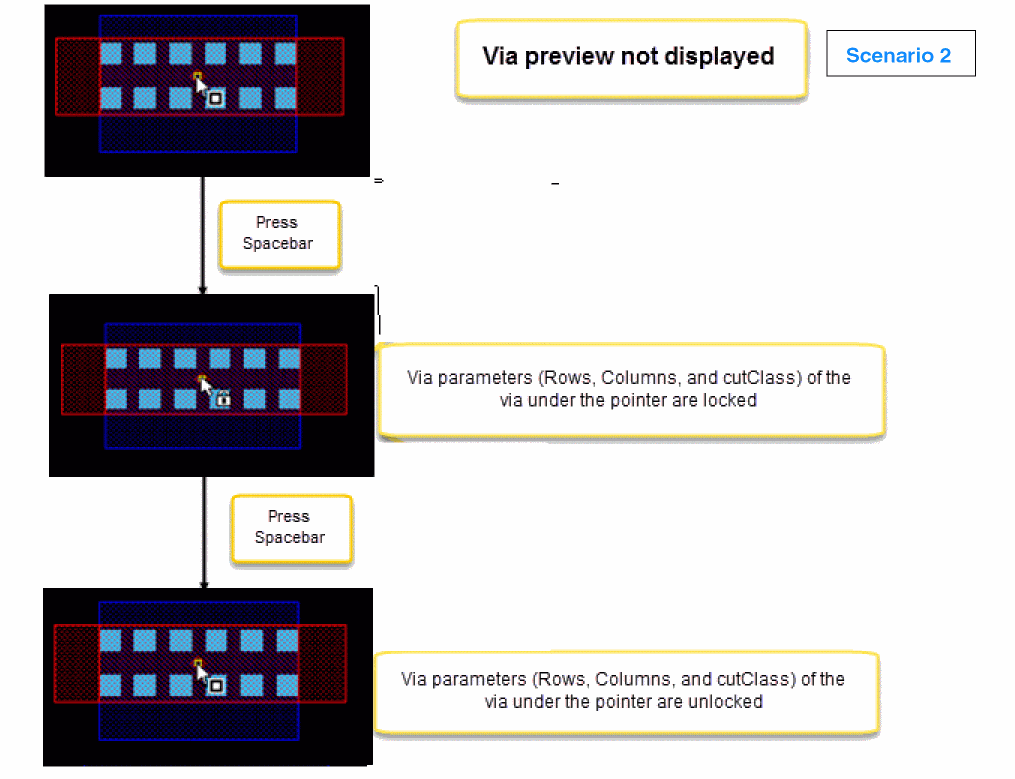 Via preview not displayed
Scenario 2
Press
Spacebar
Via parameters (Rows, Columns, and cutClass) of the
via under the pointer are locked
Press
Spacebar
Via parameters (Rows, Columns, and cutClass) of the
via under the pointer are unlocked